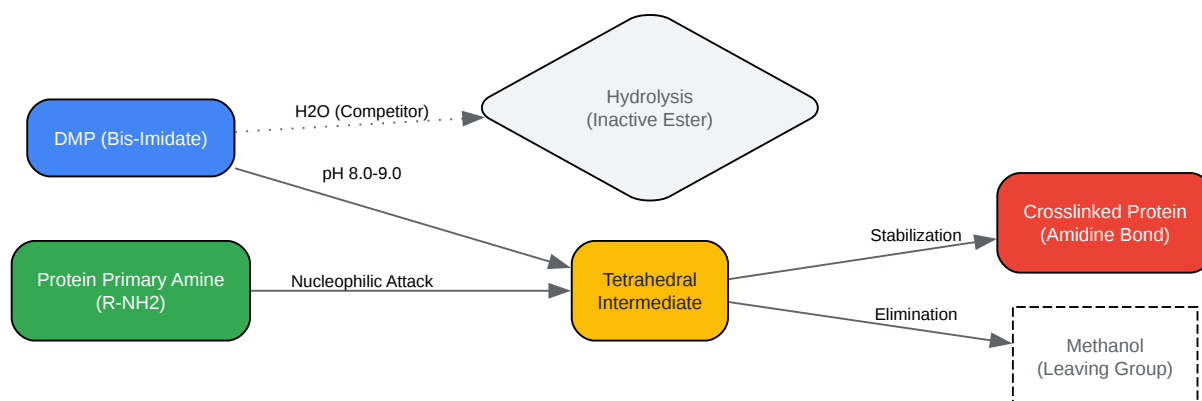 Hydrolysis
(Inactive Ester)
H2O (Competitor)
DMP (Bis-Imidate)
pH 8.0-9.0
Protein Primary Amine
(R-NH2)
Nucleophilic Attack
Tetrahedral
Intermediate
Stabilization
Crosslinked Protein
(Amidine Bond)
Elimination
Methanol
(Leaving Group)